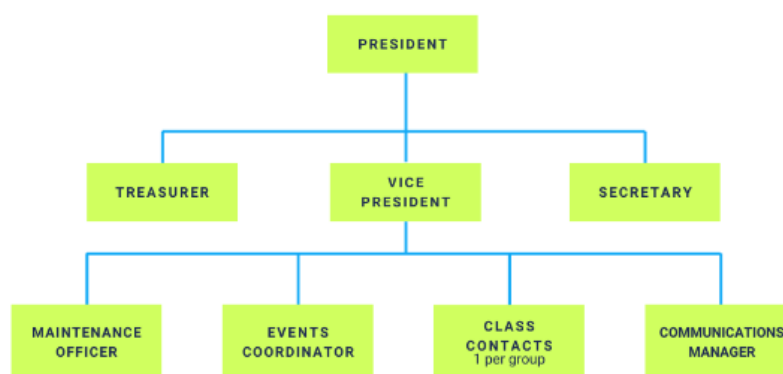 PRESIDENT
TREASURER
VICE
PRESIDENT
SECRETARY
MAINTENANCE
OFFICER
EVENTS
COORDINATOR
CLASS
CONTACTS
1 per group
COMMUNICATIONS
MANAGER